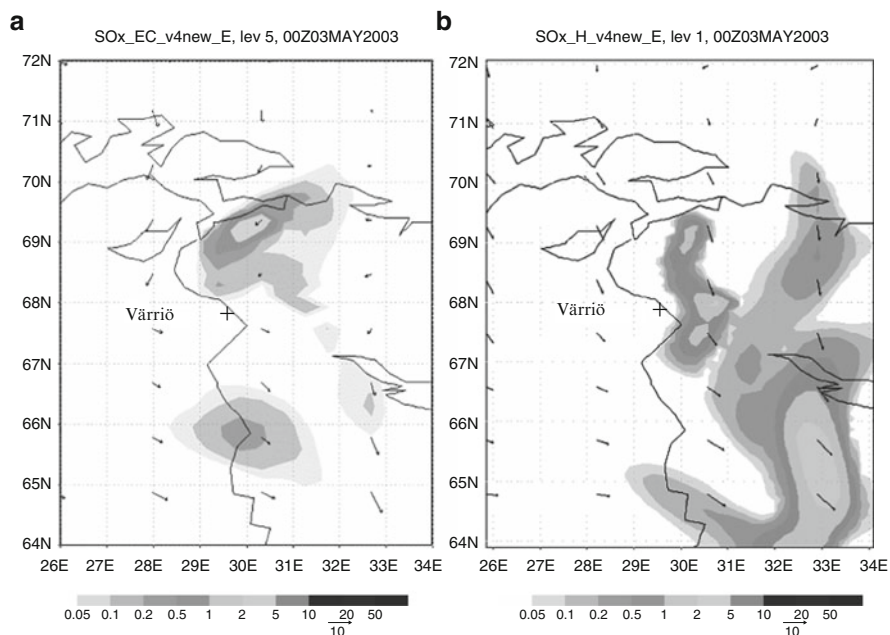 a
SOx_EC_v4new_E, lev 5, 00Z03MAY2003
72N
71N
70N
69N
68N
67N
66N
65N
64N
Värriö
26E 27E 28E 29E 30E 31E 32E 33E 34E
0.05 0.1 0.2 0.5 1 2 5 10 20 50
10
b
SOx_H_v4new_E, lev 1, 00Z03MAY2003
72N
71N
70N
69N
68N
67N
66N
65N
64N
Värriö
26E 27E 28E 29E 30E 31E 32E 33E 34E
0.05 0.1 0.2 0.5 1 2 5 10 20 50
10